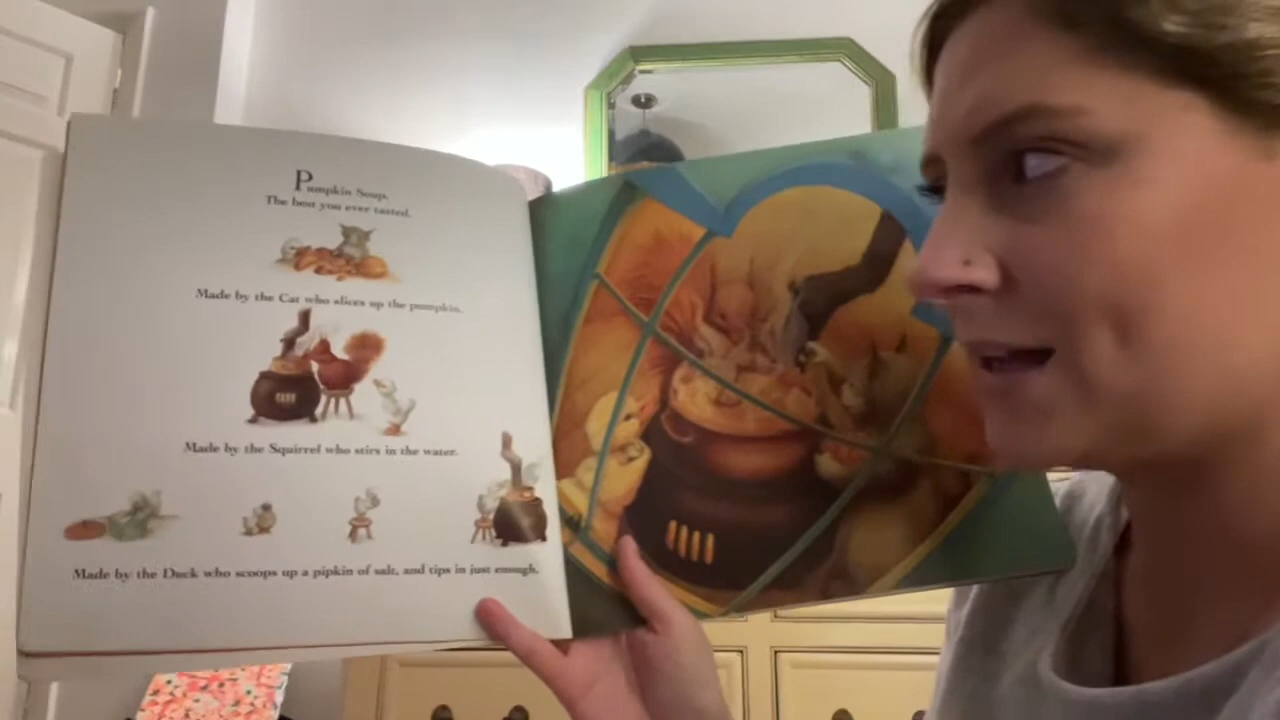 Pumpkin Soup.
The best you ever tasted.
Made by the Cat who slices up the pumpkin.
Made by the Squirrel who stirs in the water.
Made by the Duck who scoops up a pipkin of salt, and tips in just enough.